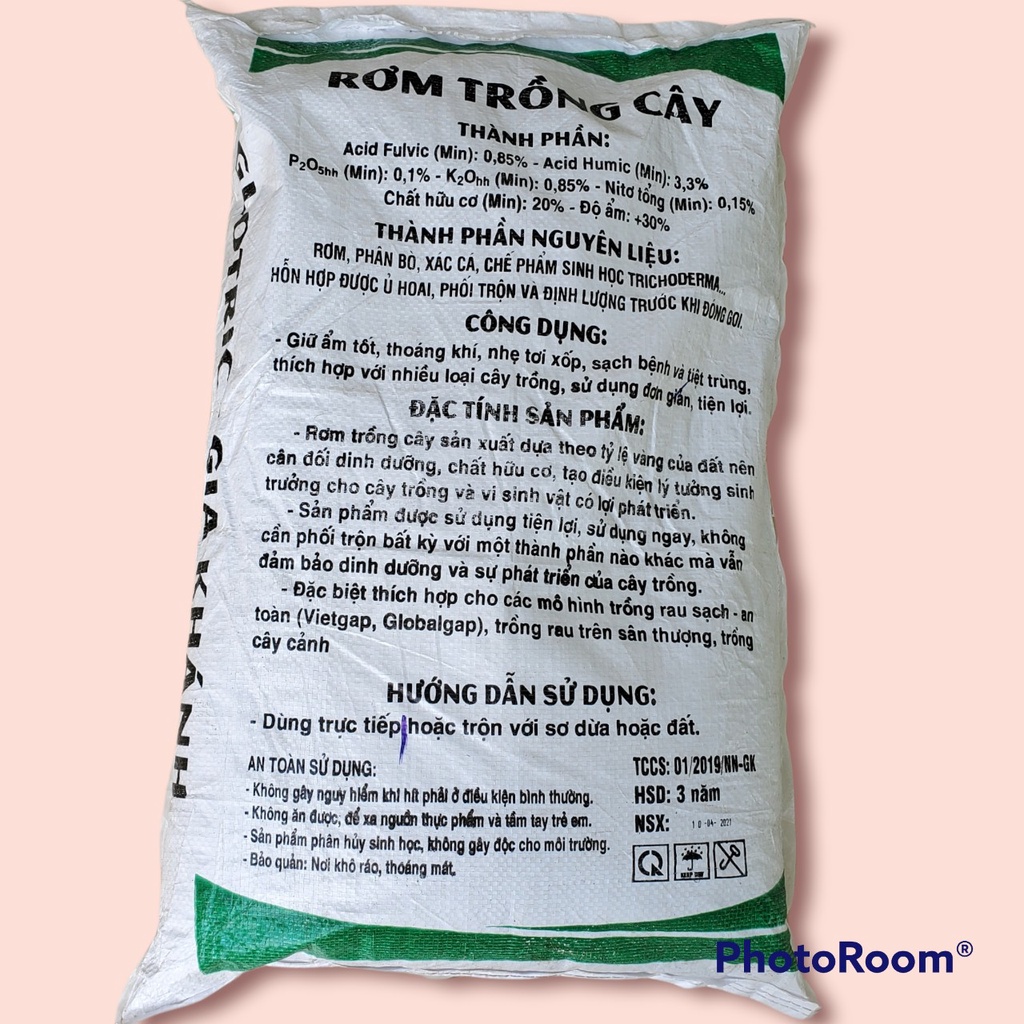 RƠM TRỒNG CÂY
THÀNH PHẦN:
Acid Fulvic (Min): 0,85% - Acid Humic (Min): 3,3%
P2O5hh (Min): 0,1% - K2Ohh (Min): 0,85% - Nitơ tổng (Min): 0,15%
Chất hữu cơ (Min): 20% - Độ ẩm: +30%
THÀNH PHẦN NGUYÊN LIỆU:
RƠM, PHÂN BÒ, XÁC CÁ, CHẾ PHẨM SINH HỌC TRICHODERMA...
HỖN HỢP ĐƯỢC Ủ HOAI, PHỐI TRỘN VÀ ĐỊNH LƯỢNG TRƯỚC KHI ĐÓNG GOI.
CÔNG DỤNG:
- Giữ ẩm tốt, thoáng khí, nhẹ tơi xốp, sạch bệnh và tiệt trùng,
thích hợp với nhiều loại cây trồng, sử dụng đơn giản, tiện lợi.
ĐẶC TÍNH SẢN PHẨM:
- Rơm trồng cây sản xuất dựa theo tỷ lệ vàng của đất nên
cân đối dinh dưỡng, chất hữu cơ, tạo điều kiện lý tưởng sinh
trưởng cho cây trồng và vi sinh vật có lợi phát triển.
- Sản phẩm được sử dụng tiện lợi, sử dụng ngay, không
cần phối trộn bất kỳ với một thành phần nào khác mà vẫn
đảm bảo dinh dưỡng và sự phát triển của cây trồng.
- Đặc biệt thích hợp cho các mô hình trồng rau sạch - an
toàn (Vietgap, Globalgap), trồng rau trên sân thượng, trồng
cây cảnh
HƯỚNG DẪN SỬ DỤNG:
- Dùng trực tiếp hoặc trộn với sơ dừa hoặc đất.
AN TOÀN SỬ DỤNG:
- Không gây nguy hiểm khi hít phải ở điều kiện bình thường.
- Không ăn được, để xa nguồn thực phẩm và tầm tay trẻ em.
- Sản phẩm phân hủy sinh học, không gây độc cho môi trường.
- Bảo quản: Nơi khô ráo, thoáng mát.
TCCS: 01/2019/NN-GK
HSD: 3 năm
NSX: 10-04-2021
KEEP DRY
GIDTRIC GIA KHÁNH
PhotoRoom®